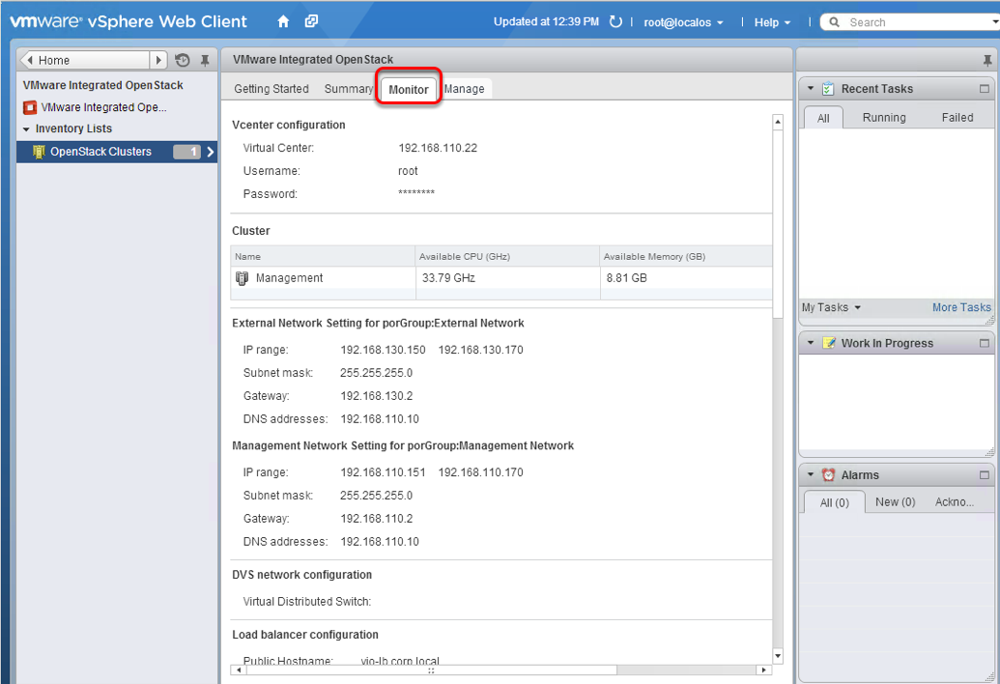 vmware® vSphere Web Client
Updated at 12:39 PM
root@localos
Help
Search
Home
VMware Integrated OpenStack
VMware Integrated Ope...
Inventory Lists
OpenStack Clusters 1
VMware Integrated OpenStack
Getting Started Summary Monitor Manage
Vcenter configuration
Virtual Center: 192.168.110.22
Username: root
Password: ********
Cluster
Name Available CPU (GHz) Available Memory (GB)
Management 33.79 GHz 8.81 GB
External Network Setting for porGroup:External Network
IP range: 192.168.130.150 192.168.130.170
Subnet mask: 255.255.255.0
Gateway: 192.168.130.2
DNS addresses: 192.168.110.10
Management Network Setting for porGroup:Management Network
IP range: 192.168.110.151 192.168.110.170
Subnet mask: 255.255.255.0
Gateway: 192.168.110.2
DNS addresses: 192.168.110.10
DVS network configuration
Virtual Distributed Switch:
Load balancer configuration
Public Hostname: vio-lb.corp.local
Recent Tasks
All Running Failed
My Tasks More Tasks
Work In Progress
Alarms
All (0) New (0) Ackno...